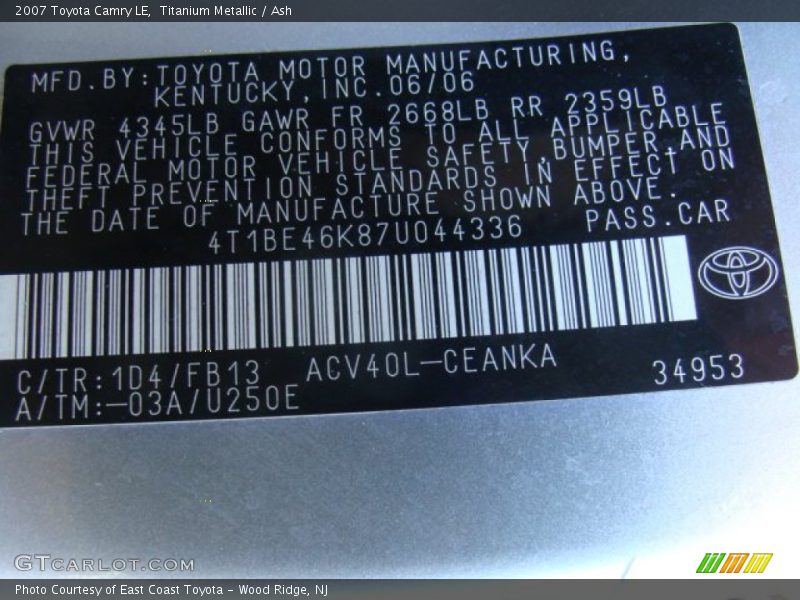 2007 Toyota Camry LE,  Titanium Metallic / Ash
MFD.BY:TOYOTA MOTOR MANUFACTURING,
KENTUCKY,INC.06/06
GVWR 4345LB GAWR FR 2668LB RR 2359LB
THIS VEHICLE CONFORMS TO ALL APPLICABLE
FEDERAL MOTOR VEHICLE SAFETY,BUMPER,AND
THEFT PREVENTION STANDARDS IN EFFECT ON
THE DATE OF MANUFACTURE SHOWN ABOVE.
4T1BE46K87U044336 PASS.CAR
C/TR:1D4/FB13 ACV40L-CEANKA 34953
A/TM:-03A/U250E
GTCARLOT.COM
Photo Courtesy of East Coast Toyota - Wood Ridge, NJ